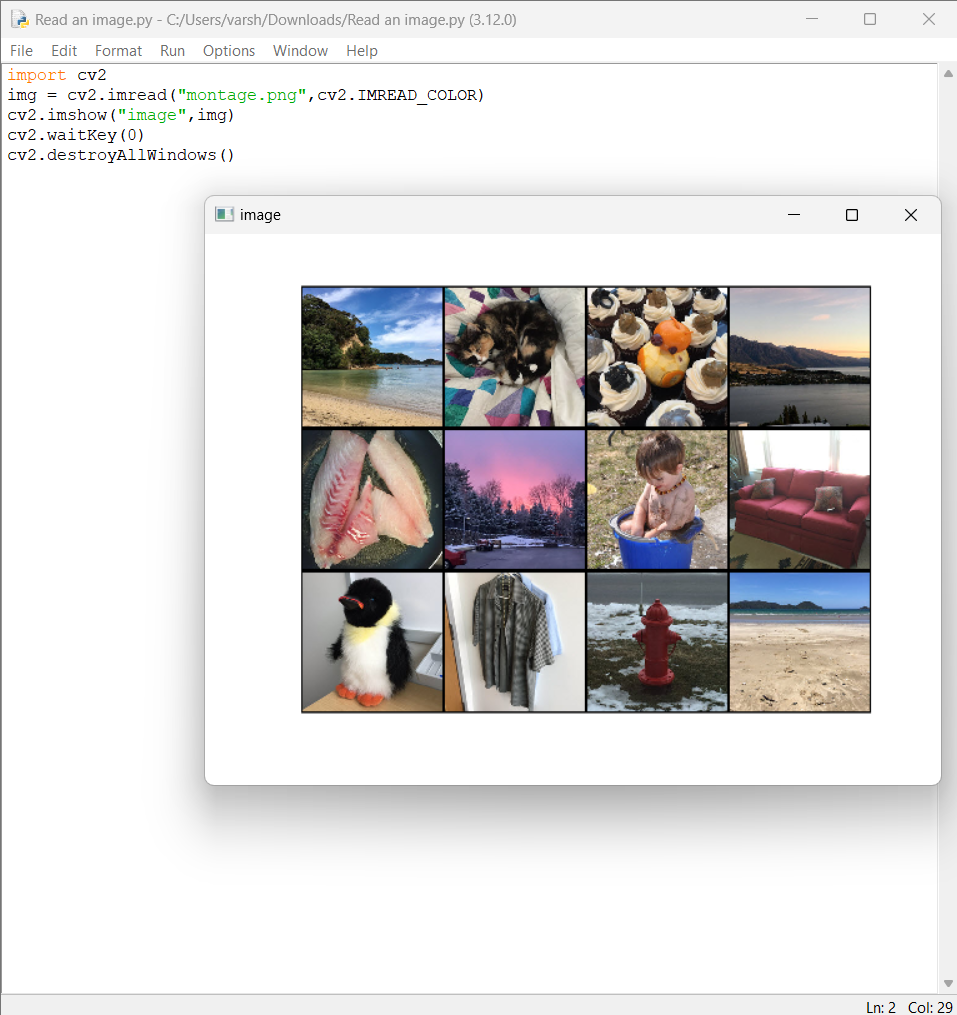 Read an image.py - C:/Users/varsh/Downloads/Read an image.py (3.12.0)
File Edit Format Run Options Window Help
import cv2
img = cv2.imread("montage.png",cv2.IMREAD_COLOR)
cv2.imshow("image",img)
cv2.waitKey(0)
cv2.destroyAllWindows()
image
Ln: 2 Col: 29